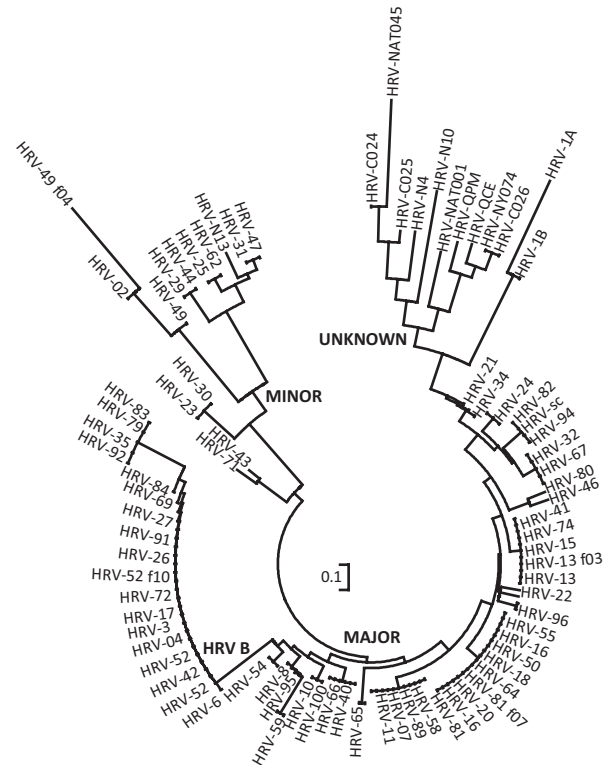 HRV-NAT045
HRV-C024
HRV-C025
HRV-N4
HRV-N10
HRV-NAT001
HRV-QPM
HRV-QCE
HRV-NY074
HRV-C026
HRV-1A
HRV-1B
UNKNOWN
HRV-21
HRV-34
HRV-24
HRV-82
HRV-sc
HRV-94
HRV-32
HRV-67
HRV-80
HRV-46
HRV-41
HRV-74
HRV-15
HRV-13 f03
HRV-13
HRV-22
HRV-96
HRV-55
HRV-16
HRV-50
HRV-18
HRV-64
HRV-81 f07
HRV-20
HRV-16
HRV-81
HRV-58
HRV-89
HRV-07
HRV-11
MAJOR
HRV-65
HRV-40
HRV-66
HRV-100
HRV-10
HRV-59
HRV-95
HRV-54
HRV B
HRV-6
HRV-52
HRV-42
HRV-52
HRV-04
HRV-3
HRV-17
HRV-72
HRV-52 f10
HRV-26
HRV-91
HRV-27
HRV-69
HRV-84
HRV-92
HRV-35
HRV-79
HRV-83
HRV-71
HRV-43
HRV-23
HRV-30
MINOR
HRV-49
HRV-02
HRV-49 f04
HRV-29
HRV-44
HRV-25
HRV-62
HRV-N13
HRV-31
HRV-47
0.1